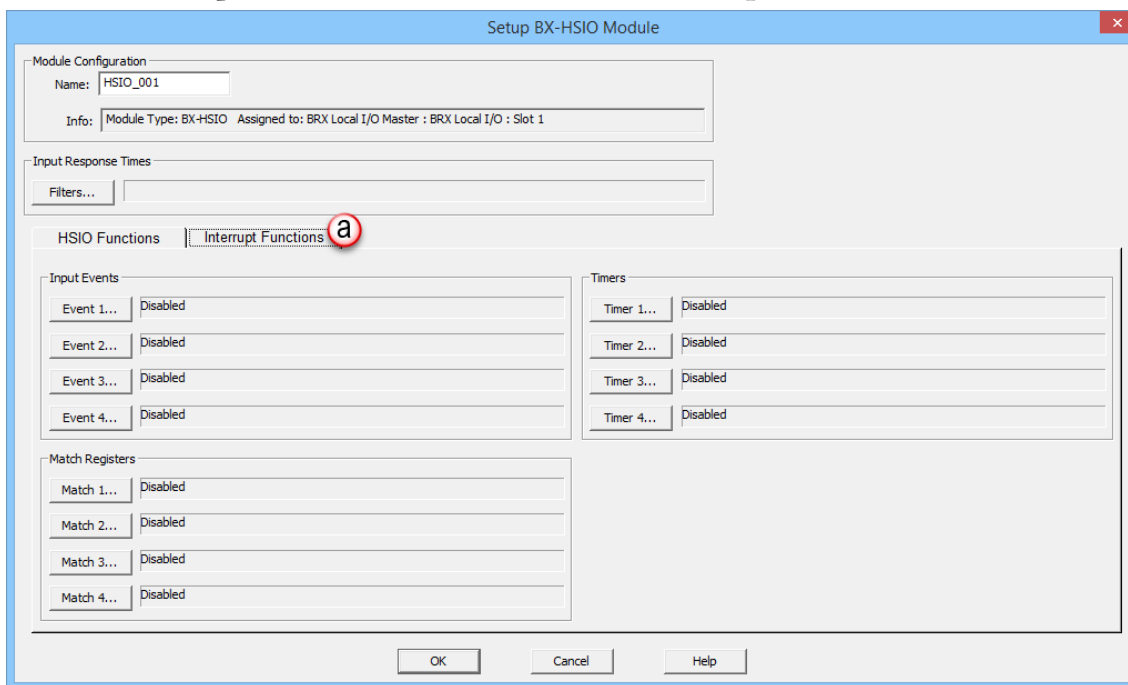 Setup BX-HSIO Module
Module Configuration
Name: HSIO_001
Info: Module Type: BX-HSIO Assigned to: BRX Local I/O Master : BRX Local I/O : Slot 1
Input Response Times
Filters...
HSIO Functions Interrupt Functions a
Input Events
Event 1... Disabled
Event 2... Disabled
Event 3... Disabled
Event 4... Disabled
Timers
Timer 1... Disabled
Timer 2... Disabled
Timer 3... Disabled
Timer 4... Disabled
Match Registers
Match 1... Disabled
Match 2... Disabled
Match 3... Disabled
Match 4... Disabled
OK Cancel Help